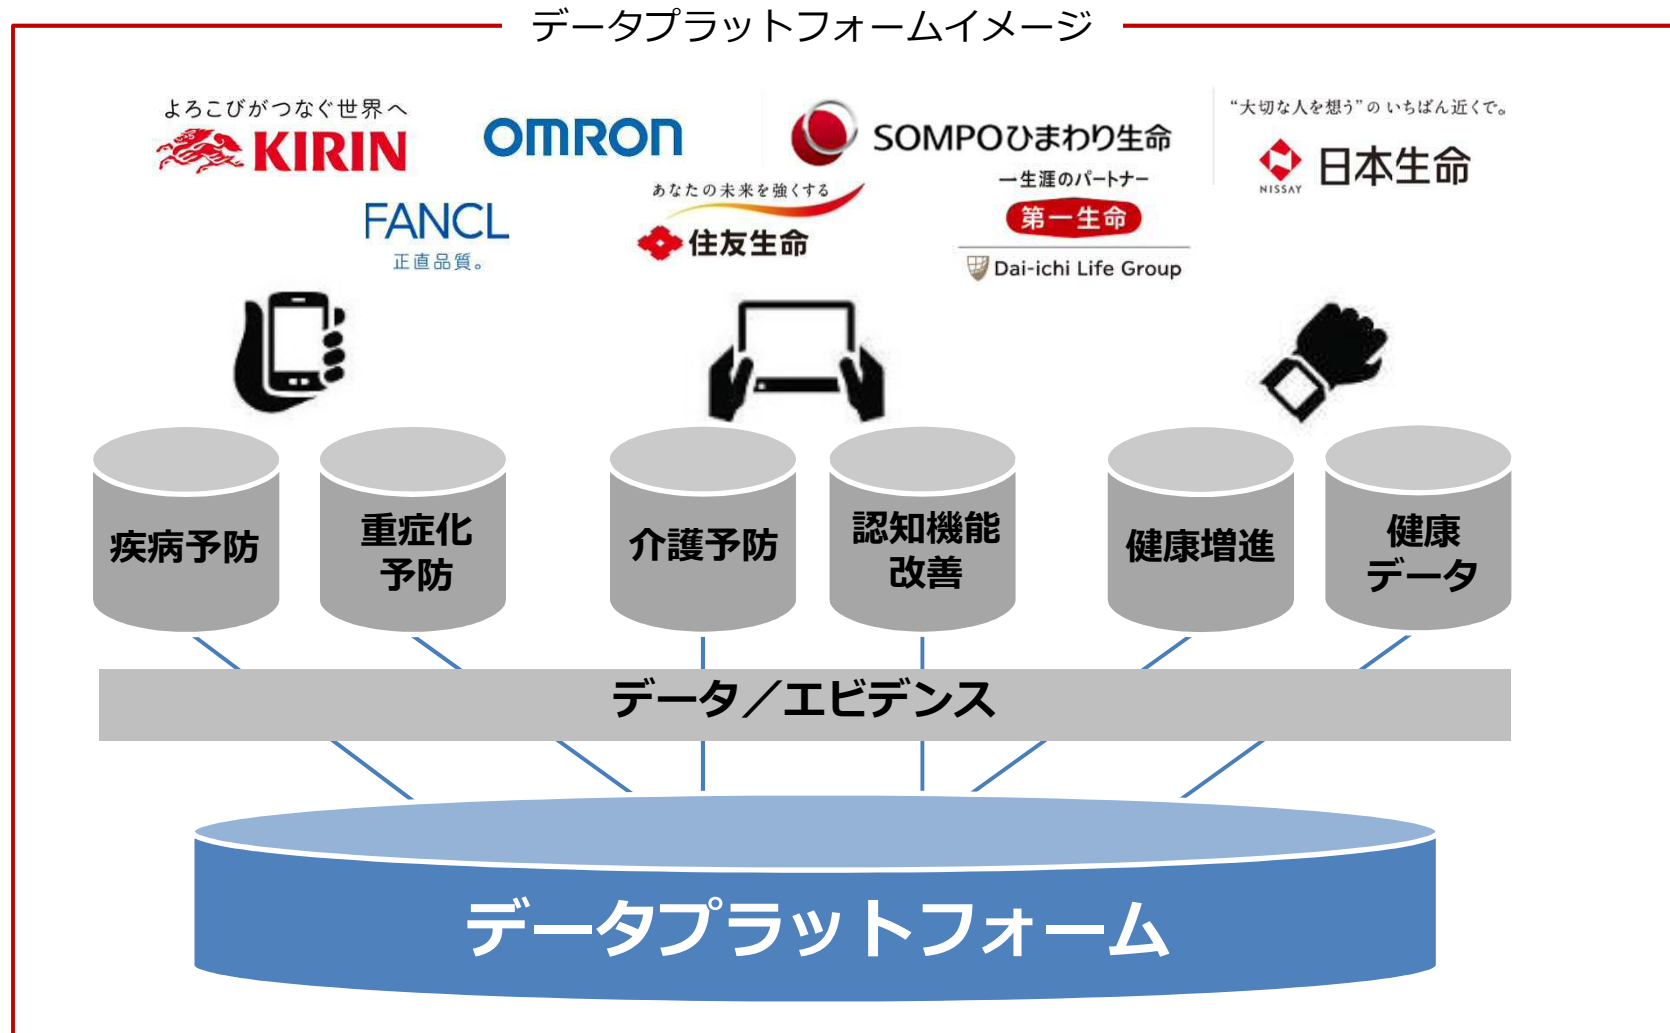 データプラットフォームイメージ
よろこびがつなぐ世界へ
KIRIN
OMRON
SOMPOひまわり生命
“大切な人を想う”の いちばん近くで。
NISSAY
日本生命
FANCL
正直品質。
あなたの未来を強くする
住友生命
一生涯のパートナー
第一生命
Dai-ichi Life Group
疾病予防
重症化
予防
介護予防
認知機能
改善
健康増進
健康
データ
データ／エビデンス
データプラットフォーム